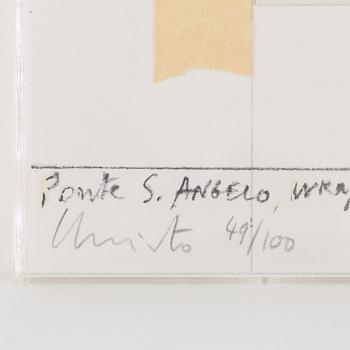 Ponte S. ANGELO, WRAP
Christo 49/100